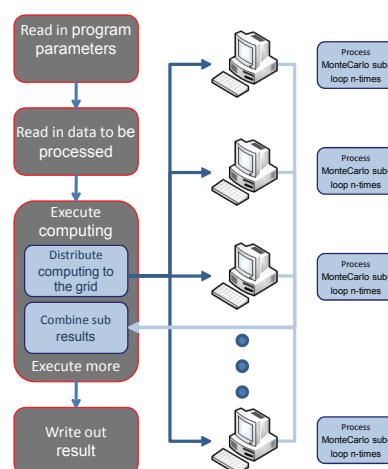 Read in program
parameters
Read in data to be
processed
Execute
computing
Distribute
computing to
the grid
Combine sub
results
Execute more
Write out
result
Process
MonteCarlo sub-
loop n-times
Process
MonteCarlo sub-
loop n-times
Process
MonteCarlo sub-
loop n-times
Process
MonteCarlo sub-
loop n-times